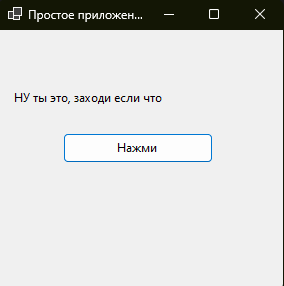 Простое приложен...
НУ ты это, заходи если что
Нажми